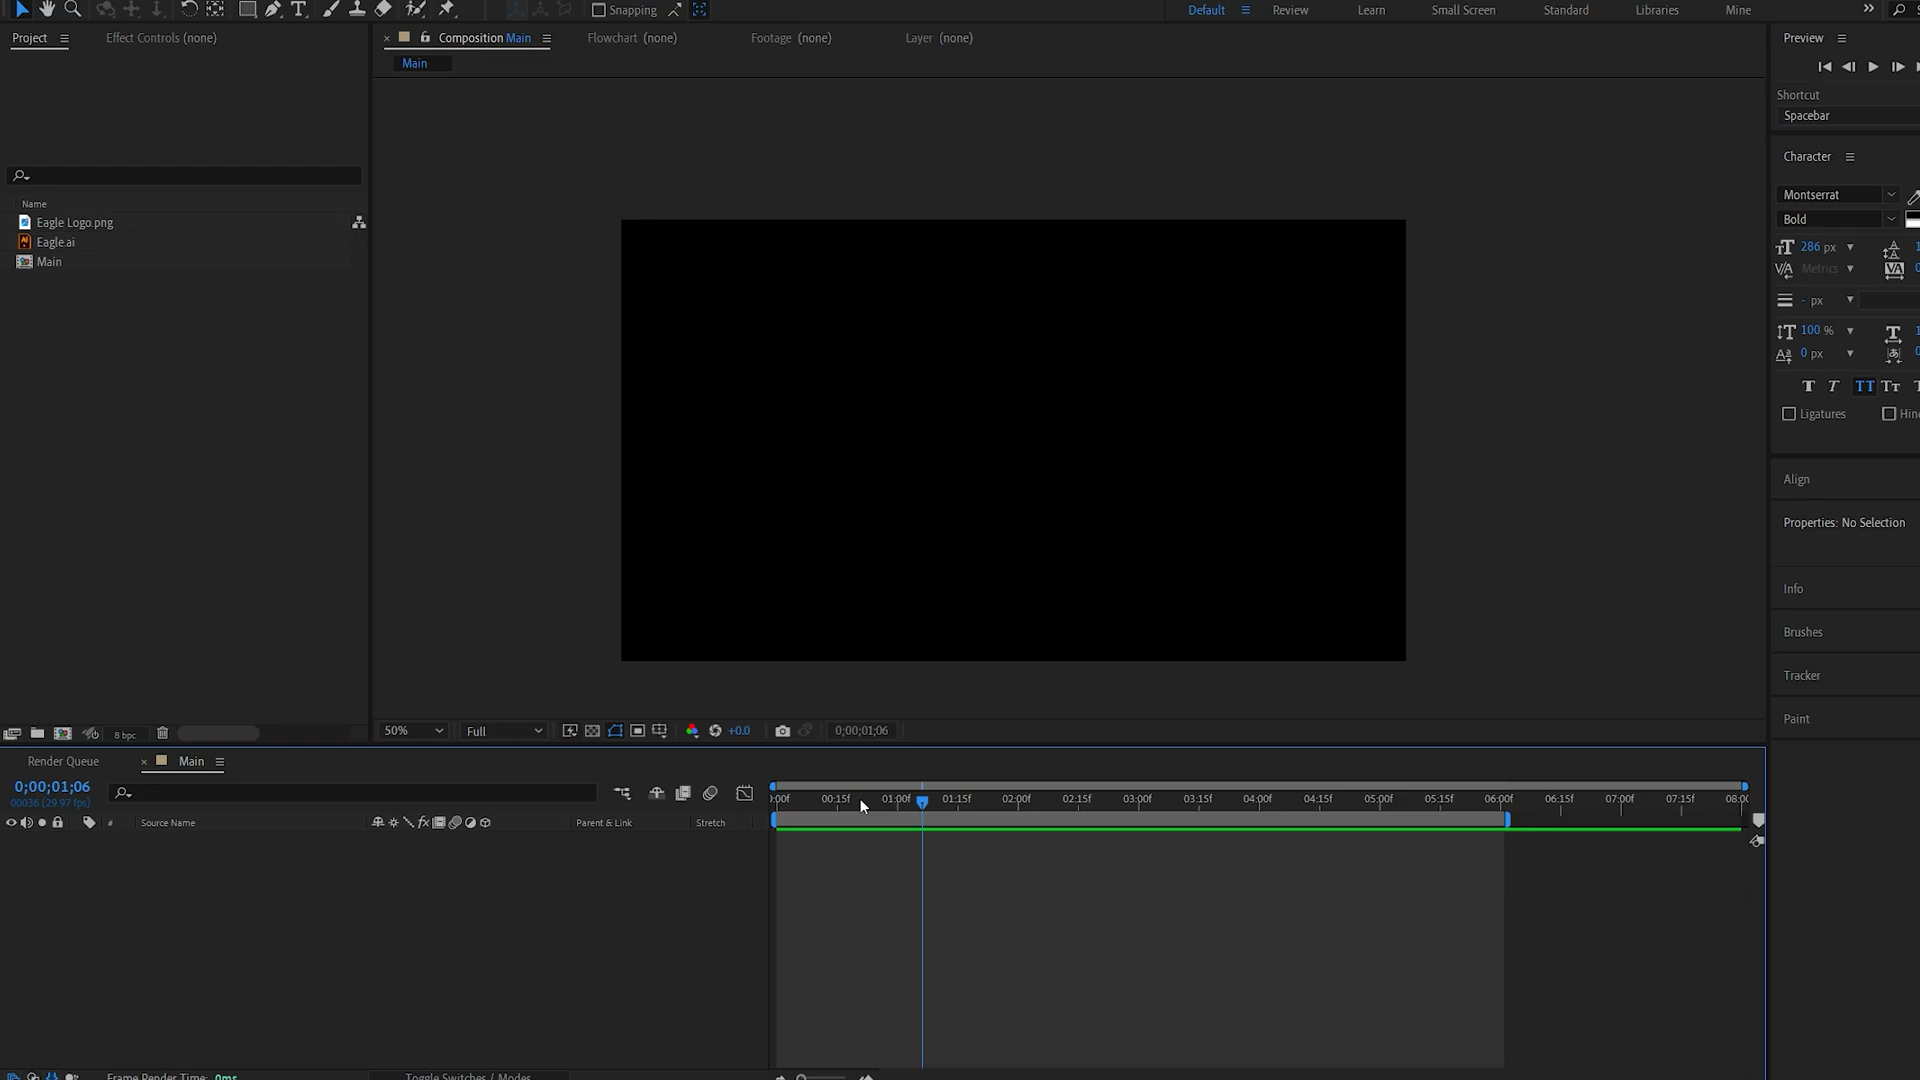 Snapping
Default
Review
Learn
Small Screen
Standard
Libraries
Mine
Project
Effect Controls (none)
Composition Main
Flowchart (none)
Footage (none)
Layer (none)
Main
Preview
Shortcut
Spacebar
Character
Montserrat
Bold
286 px
Metrics
- px
100 %
0 px
Ligatures
Name
Eagle Logo.png
Eagle.ai
Main
Align
Properties: No Selection
Info
Brushes
Tracker
Paint
8 bpc
50%
Full
+0.0
0;00;01;06
Render Queue
Main
0;00;01;06
00036 (29.97 fps)
:00f 00:15f 01:00f 01:15f 02:00f 02:15f 03:00f 03:15f 04:00f 04:15f 05:00f 05:15f 06:00f 06:15f 07:00f 07:15f 08:00
# Source Name
Parent & Link
Stretch
Frame Render Time: 0ms
Toggle Switches / Modes